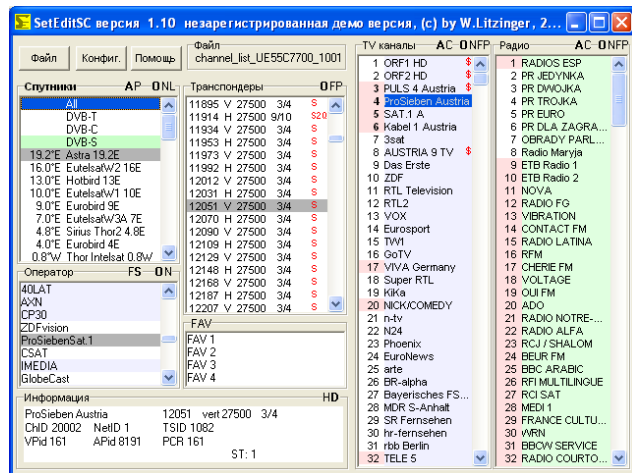 SetEditSC версия 1.10 незарегистрированная демо версия, (c) by W.Litzinger, 2...
Файл
Конфиг.
Помощь
Файл
channel_list_UE55C7700_1001
Спутники AP 0NL
All
DVB-T
DVB-C
DVB-S
19.2°E Astra 19.2E
16.0°E EutelsatW2 16E
13.0°E Hotbird 13E
10.0°E EutelsatW1 10E
9.0°E Eurobird 9E
7.0°E EutelsatW3A 7E
4.8°E Sirius Thor2 4.8E
4.0°E Eurobird 4E
0.8°W Thor Intelsat 0.8W
Транспондеры 0FP
11895 V 27500 3/4 S
11914 H 27500 9/10 S20
11934 V 27500 3/4 S
11953 H 27500 3/4 S
11973 V 27500 3/4 S
11992 H 27500 3/4 S
12012 V 27500 3/4 S
12031 H 27500 3/4 S
12051 V 27500 3/4 S
12070 H 27500 3/4 S
12090 V 27500 3/4 S
12109 H 27500 3/4 S
12129 V 27500 3/4 S
12148 H 27500 3/4 S
12168 V 27500 3/4 S
12187 H 27500 3/4 S
12207 V 27500 3/4 S
Оператор FS 0N
40LAT
AXN
CP30
ZDFvision
ProSiebenSat.1
CSAT
IMEDIA
GlobeCast
FAV
FAV 1
FAV 2
FAV 3
FAV 4
Информация HD
ProSieben Austria 12051 vert 27500 3/4
ChID 20002 NetID 1 TSID 1082
VPid 161 APid 8191 PCR 161
ST: 1
TV каналы AC 0NFP
1 ORF1 HD $
2 ORF2 HD $
3 PULS 4 Austria $
4 ProSieben Austria
5 SAT.1 A
6 Kabel 1 Austria
7 3sat
8 AUSTRIA 9 TV $
9 Das Erste
10 ZDF
11 RTL Television
12 RTL2
13 VOX
14 Eurosport
15 TW1
16 GoTV
17 VIVA Germany
18 Super RTL
19 KiKa
20 NICK/COMEDY
21 n-tv
22 N24
23 Phoenix
24 EuroNews
25 arte
26 BR-alpha
27 Bayerisches FS...
28 MDR S-Anhalt
29 SR Fernsehen
30 hr-fernsehen
31 rbb Berlin
32 TELE 5
Радио AC 0NFP
1 RADIOS ESP
2 PR JEDYNKA
3 PR DWOJKA
4 PR TROJKA
5 PR EURO
6 PR DLA ZAGRA...
7 OBRADY PARL...
8 Radio Maryja
9 ETB Radio 1
10 ETB Radio 2
11 NOVA
12 RADIO FG
13 VIBRATION
14 CONTACT FM
15 RADIO LATINA
16 RFM
17 CHERIE FM
18 VOLTAGE
19 OUI FM
20 ADO
21 RADIO NOTRE-...
22 RADIO ALFA
23 RCJ / SHALOM
24 BEUR FM
25 BBC ARABIC
26 RFI MULTILINGUE
27 RCI SAT
28 MEDI 1
29 FRANCE CULTU...
30 WRN
31 BBCW SERVICE
32 RADIO COURTO...